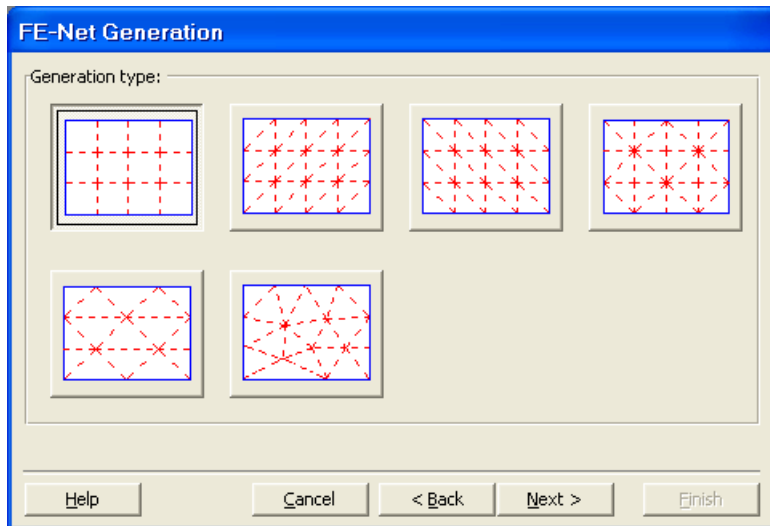 FE-Net Generation
Generation type:
Help
Cancel
< Back
Next >
Finish